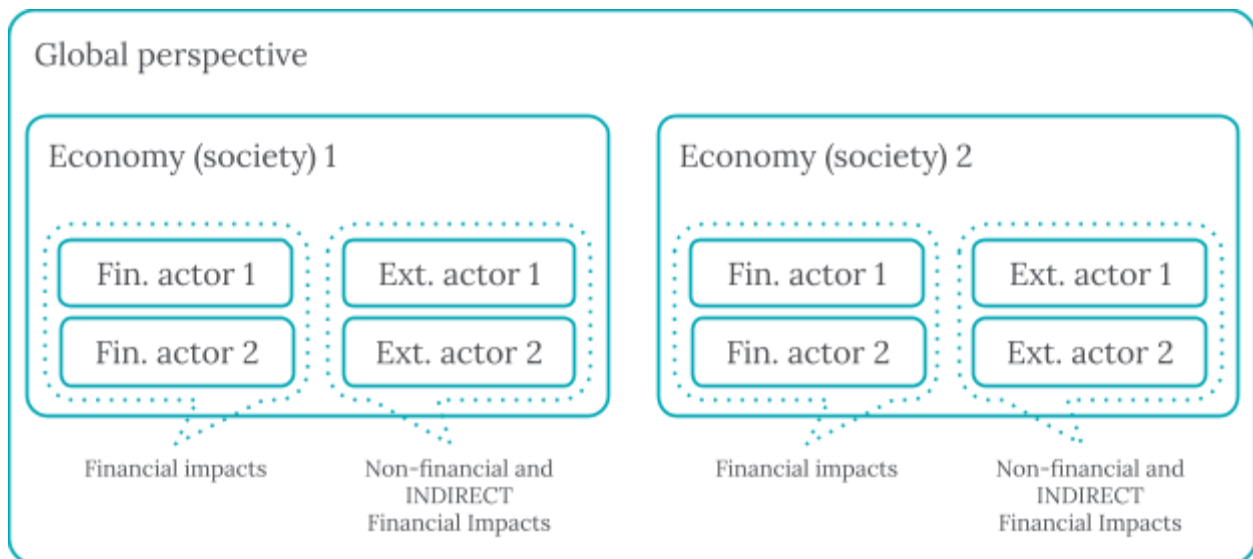 Global perspective
Economy (society) 1
Fin. actor 1
Fin. actor 2
Ext. actor 1
Ext. actor 2
Financial impacts
Non-financial and
INDIRECT
Financial Impacts
Economy (society) 2
Fin. actor 1
Fin. actor 2
Ext. actor 1
Ext. actor 2
Financial impacts
Non-financial and
INDIRECT
Financial Impacts